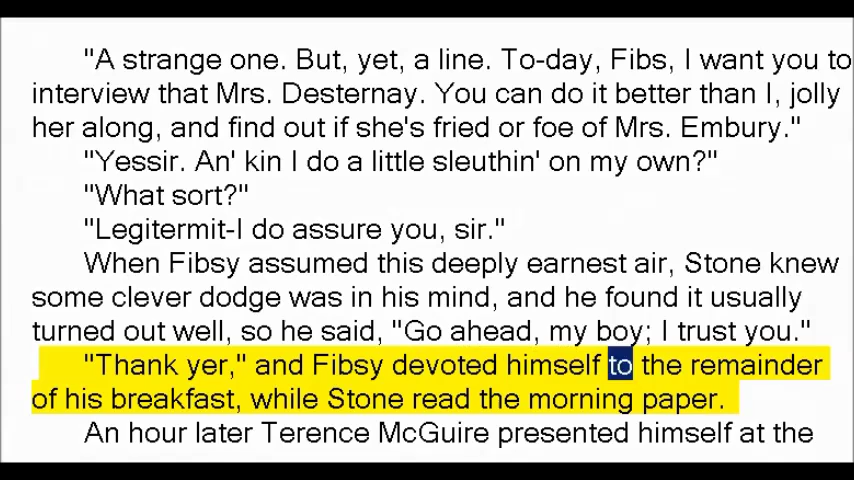 "A strange one. But, yet, a line. To-day, Fibs, I want you to
interview that Mrs. Desternay. You can do it better than I, jolly
her along, and find out if she's fried or foe of Mrs. Embury."
"Yessir. An' kin I do a little sleuthin' on my own?"
"What sort?"
"Legitermit-I do assure you, sir."
When Fibsy assumed this deeply earnest air, Stone knew
some clever dodge was in his mind, and he found it usually
turned out well, so he said, "Go ahead, my boy; I trust you."
"Thank yer," and Fibsy devoted himself to the remainder
of his breakfast, while Stone read the morning paper.
An hour later Terence McGuire presented himself at the